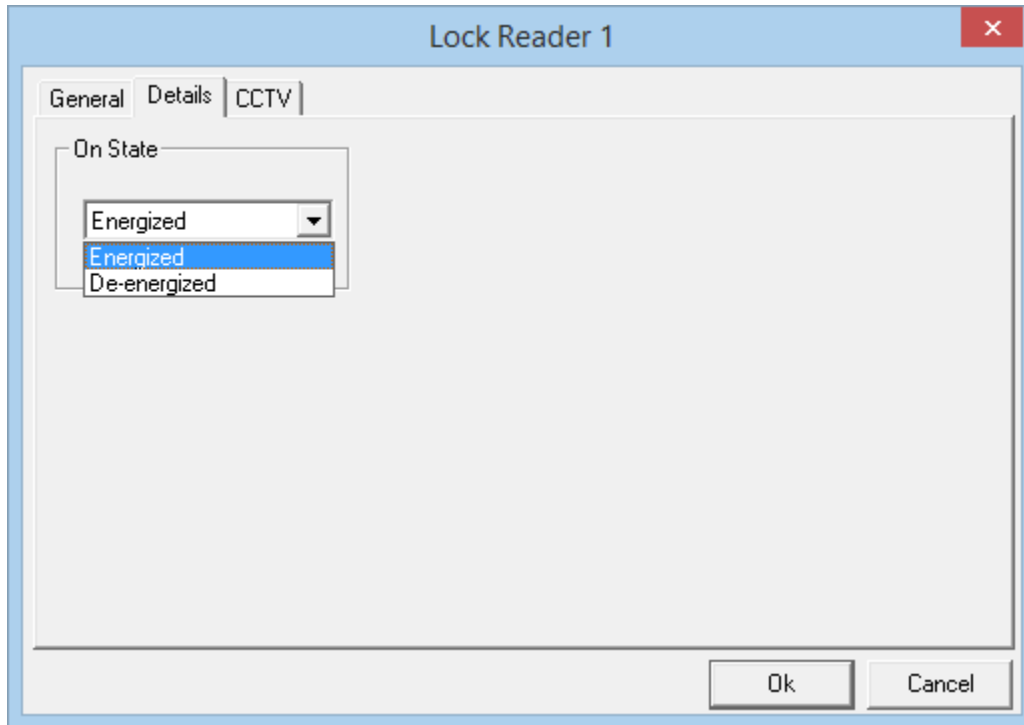 Lock Reader 1
General Details CCTV
On State
Energized
Energized
De-energized
Ok Cancel